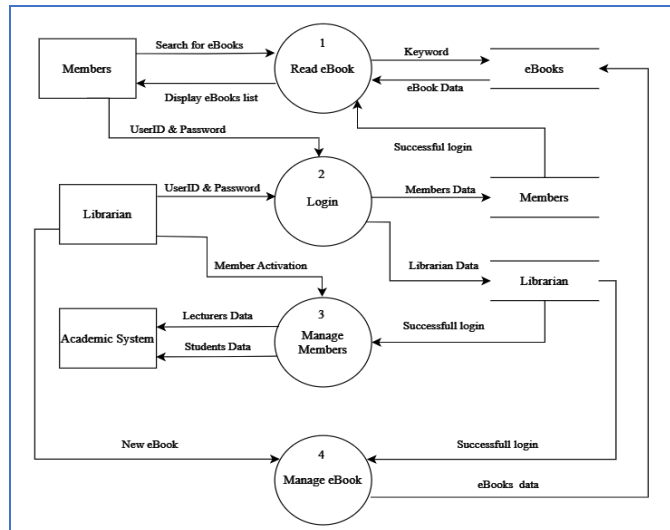 Members
Search for eBooks
Display eBooks list
1
Read eBook
Keyword
eBook Data
eBooks
UserID & Password
Successful login
2
Login
Librarian
UserID & Password
Members Data
Members
Member Activation
Librarian Data
Librarian
Academic System
Lecturers Data
Students Data
3
Manage
Members
Successfull login
New eBook
4
Manage eBook
Successfull login
eBooks data